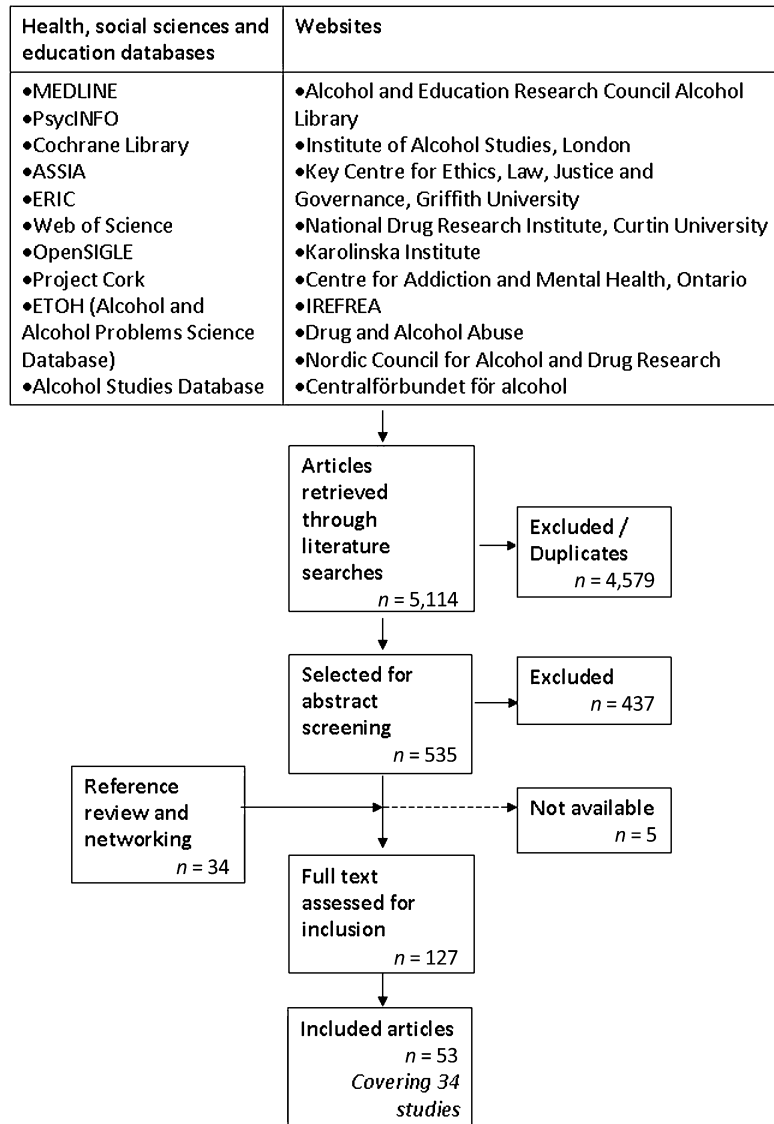 Health, social sciences and
education databases
Websites
•MEDLINE
•PsycINFO
•Cochrane Library
•ASSIA
•ERIC
•Web of Science
•OpenSIGLE
•Project Cork
•ETOH (Alcohol and
Alcohol Problems Science
Database)
•Alcohol Studies Database
•Alcohol and Education Research Council Alcohol
Library
•Institute of Alcohol Studies, London
•Key Centre for Ethics, Law, Justice and
Governance, Griffith University
•National Drug Research Institute, Curtin University
•Karolinska Institute
•Centre for Addiction and Mental Health, Ontario
•IREFREA
•Drug and Alcohol Abuse
•Nordic Council for Alcohol and Drug Research
•Centralförbundet för alcohol
Articles
retrieved
through
literature
searches
n = 5,114
Excluded /
Duplicates
n = 4,579
Selected for
abstract
screening
n = 535
Excluded
n = 437
Reference
review and
networking
n = 34
Not available
n = 5
Full text
assessed for
inclusion
n = 127
Included articles
n = 53
Covering 34
studies